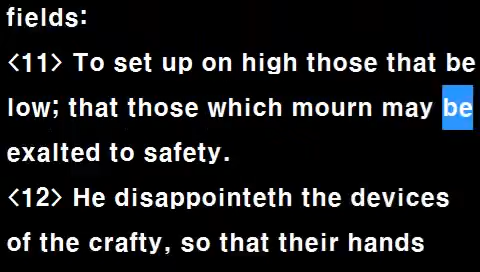 fields:
<11> To set up on high those that be
low; that those which mourn may be
exalted to safety.
<12> He disappointeth the devices
of the crafty, so that their hands